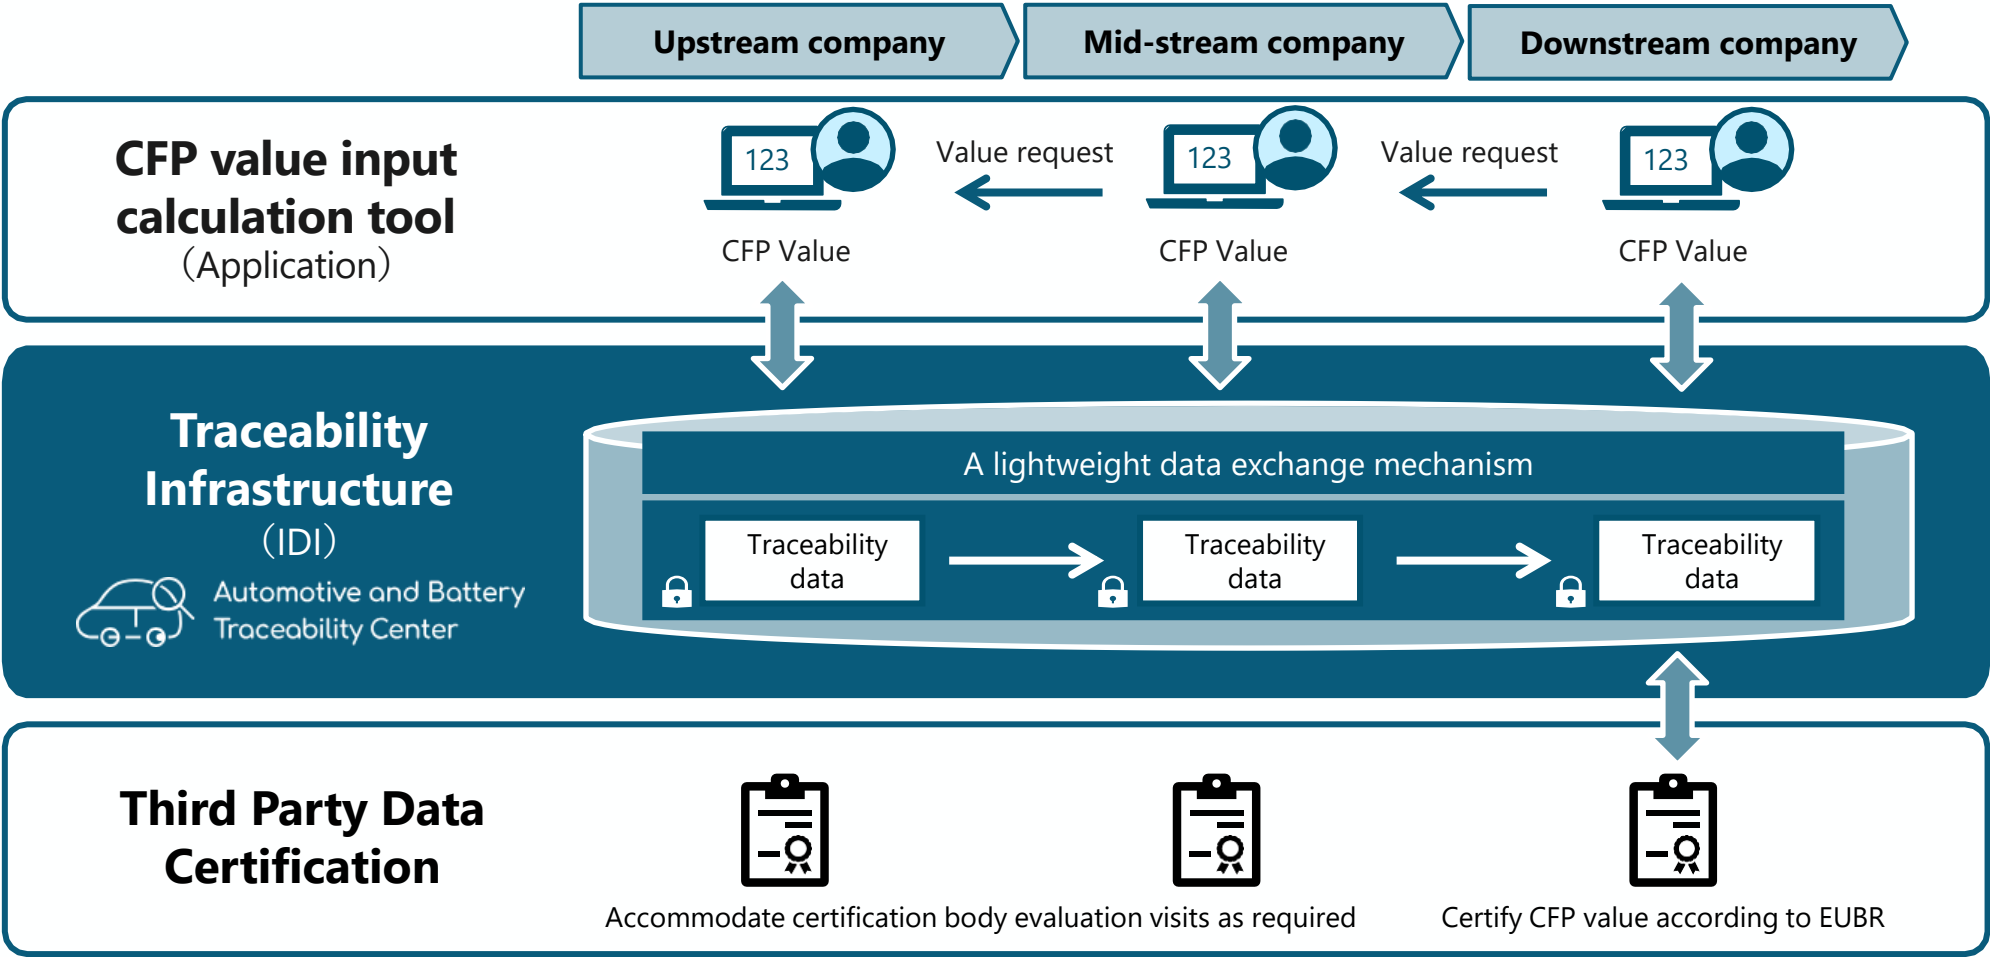 Upstream company
Mid-stream company
Downstream company
CFP value input
calculation tool
（Application）
123
Value request
123
Value request
123
CFP Value
CFP Value
CFP Value
Traceability
Infrastructure
（IDI）
Automotive and Battery
Traceability Center
A lightweight data exchange mechanism
Traceability
data
Traceability
data
Traceability
data
Third Party Data
Certification
Accommodate certification body evaluation visits as required
Certify CFP value according to EUBR